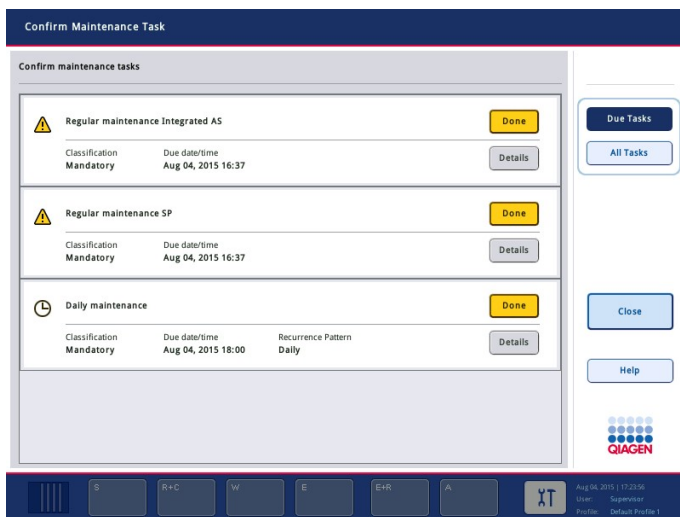 Confirm Maintenance Task
Confirm maintenance tasks
Regular maintenance Integrated AS
Done
Classification
Due date/time
Mandatory
Aug 04, 2015 16:37
Details
Regular maintenance SP
Done
Classification
Due date/time
Mandatory
Aug 04, 2015 16:37
Details
Daily maintenance
Done
Classification
Due date/time
Recurrence Pattern
Mandatory
Aug 04, 2015 18:00
Daily
Details
Due Tasks
All Tasks
Close
Help
QIAGEN
S
R+C
W
E
E+R
A
Aug 04, 2015 | 17:23:56
User: Supervisor
Profile: Default Profile 1